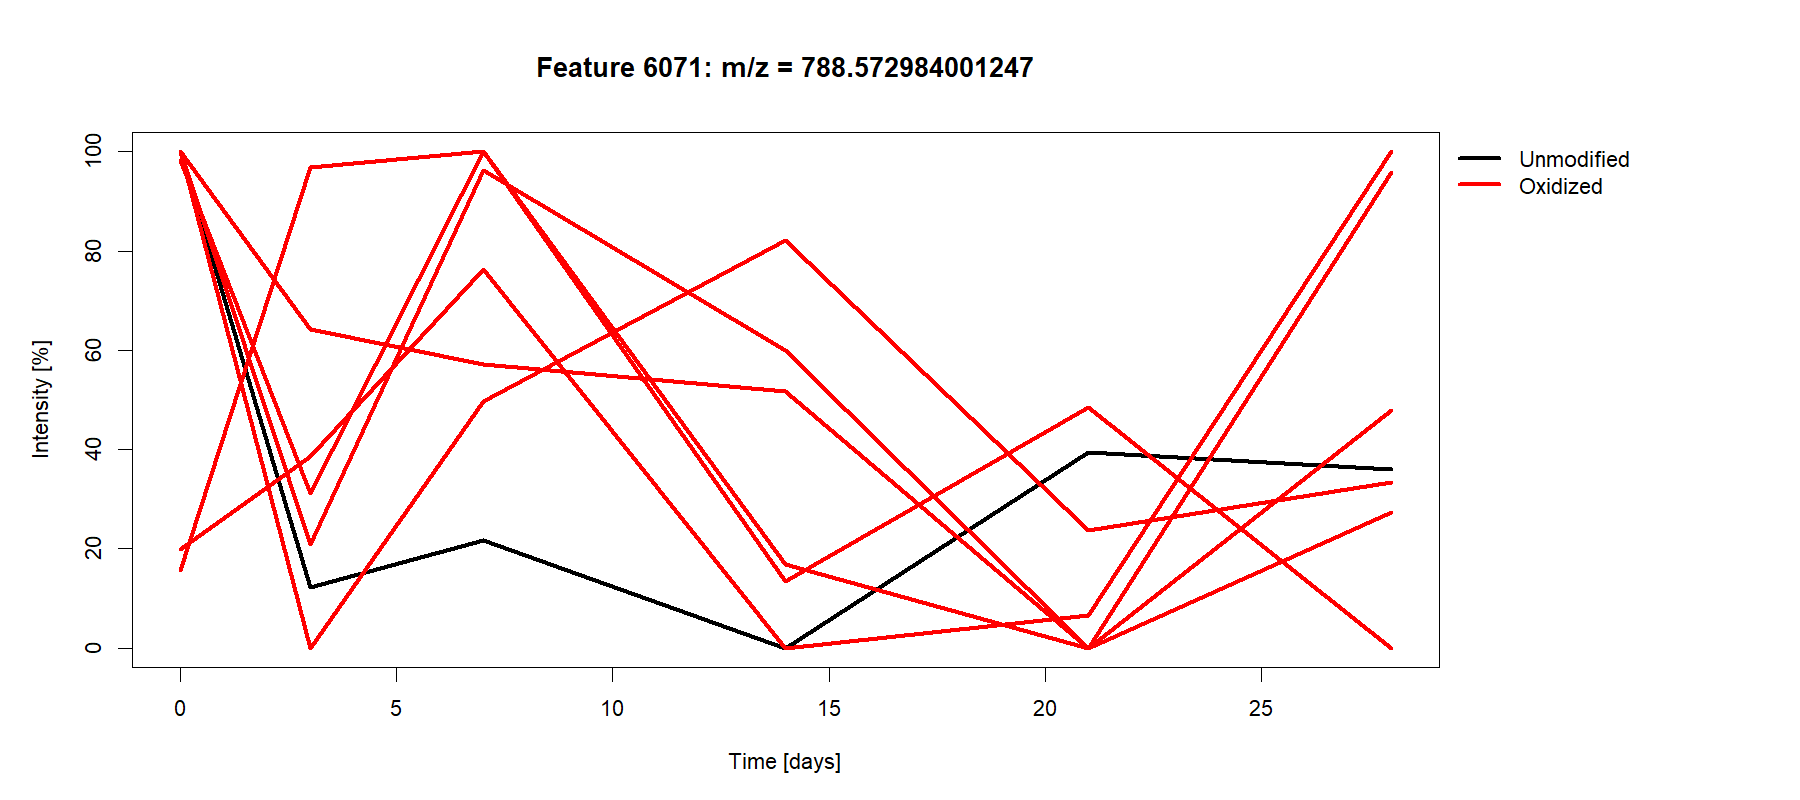 Feature 6071: m/z = 788.572984001247
Unmodified
Oxidized
Intensity [%]
100
80
60
40
20
0
0 5 10 15 20 25
Time [days]